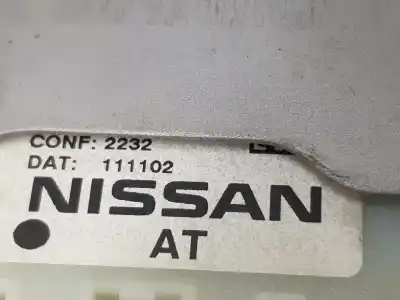 CONF: 2232
DAT: 111102
NISSAN
AT